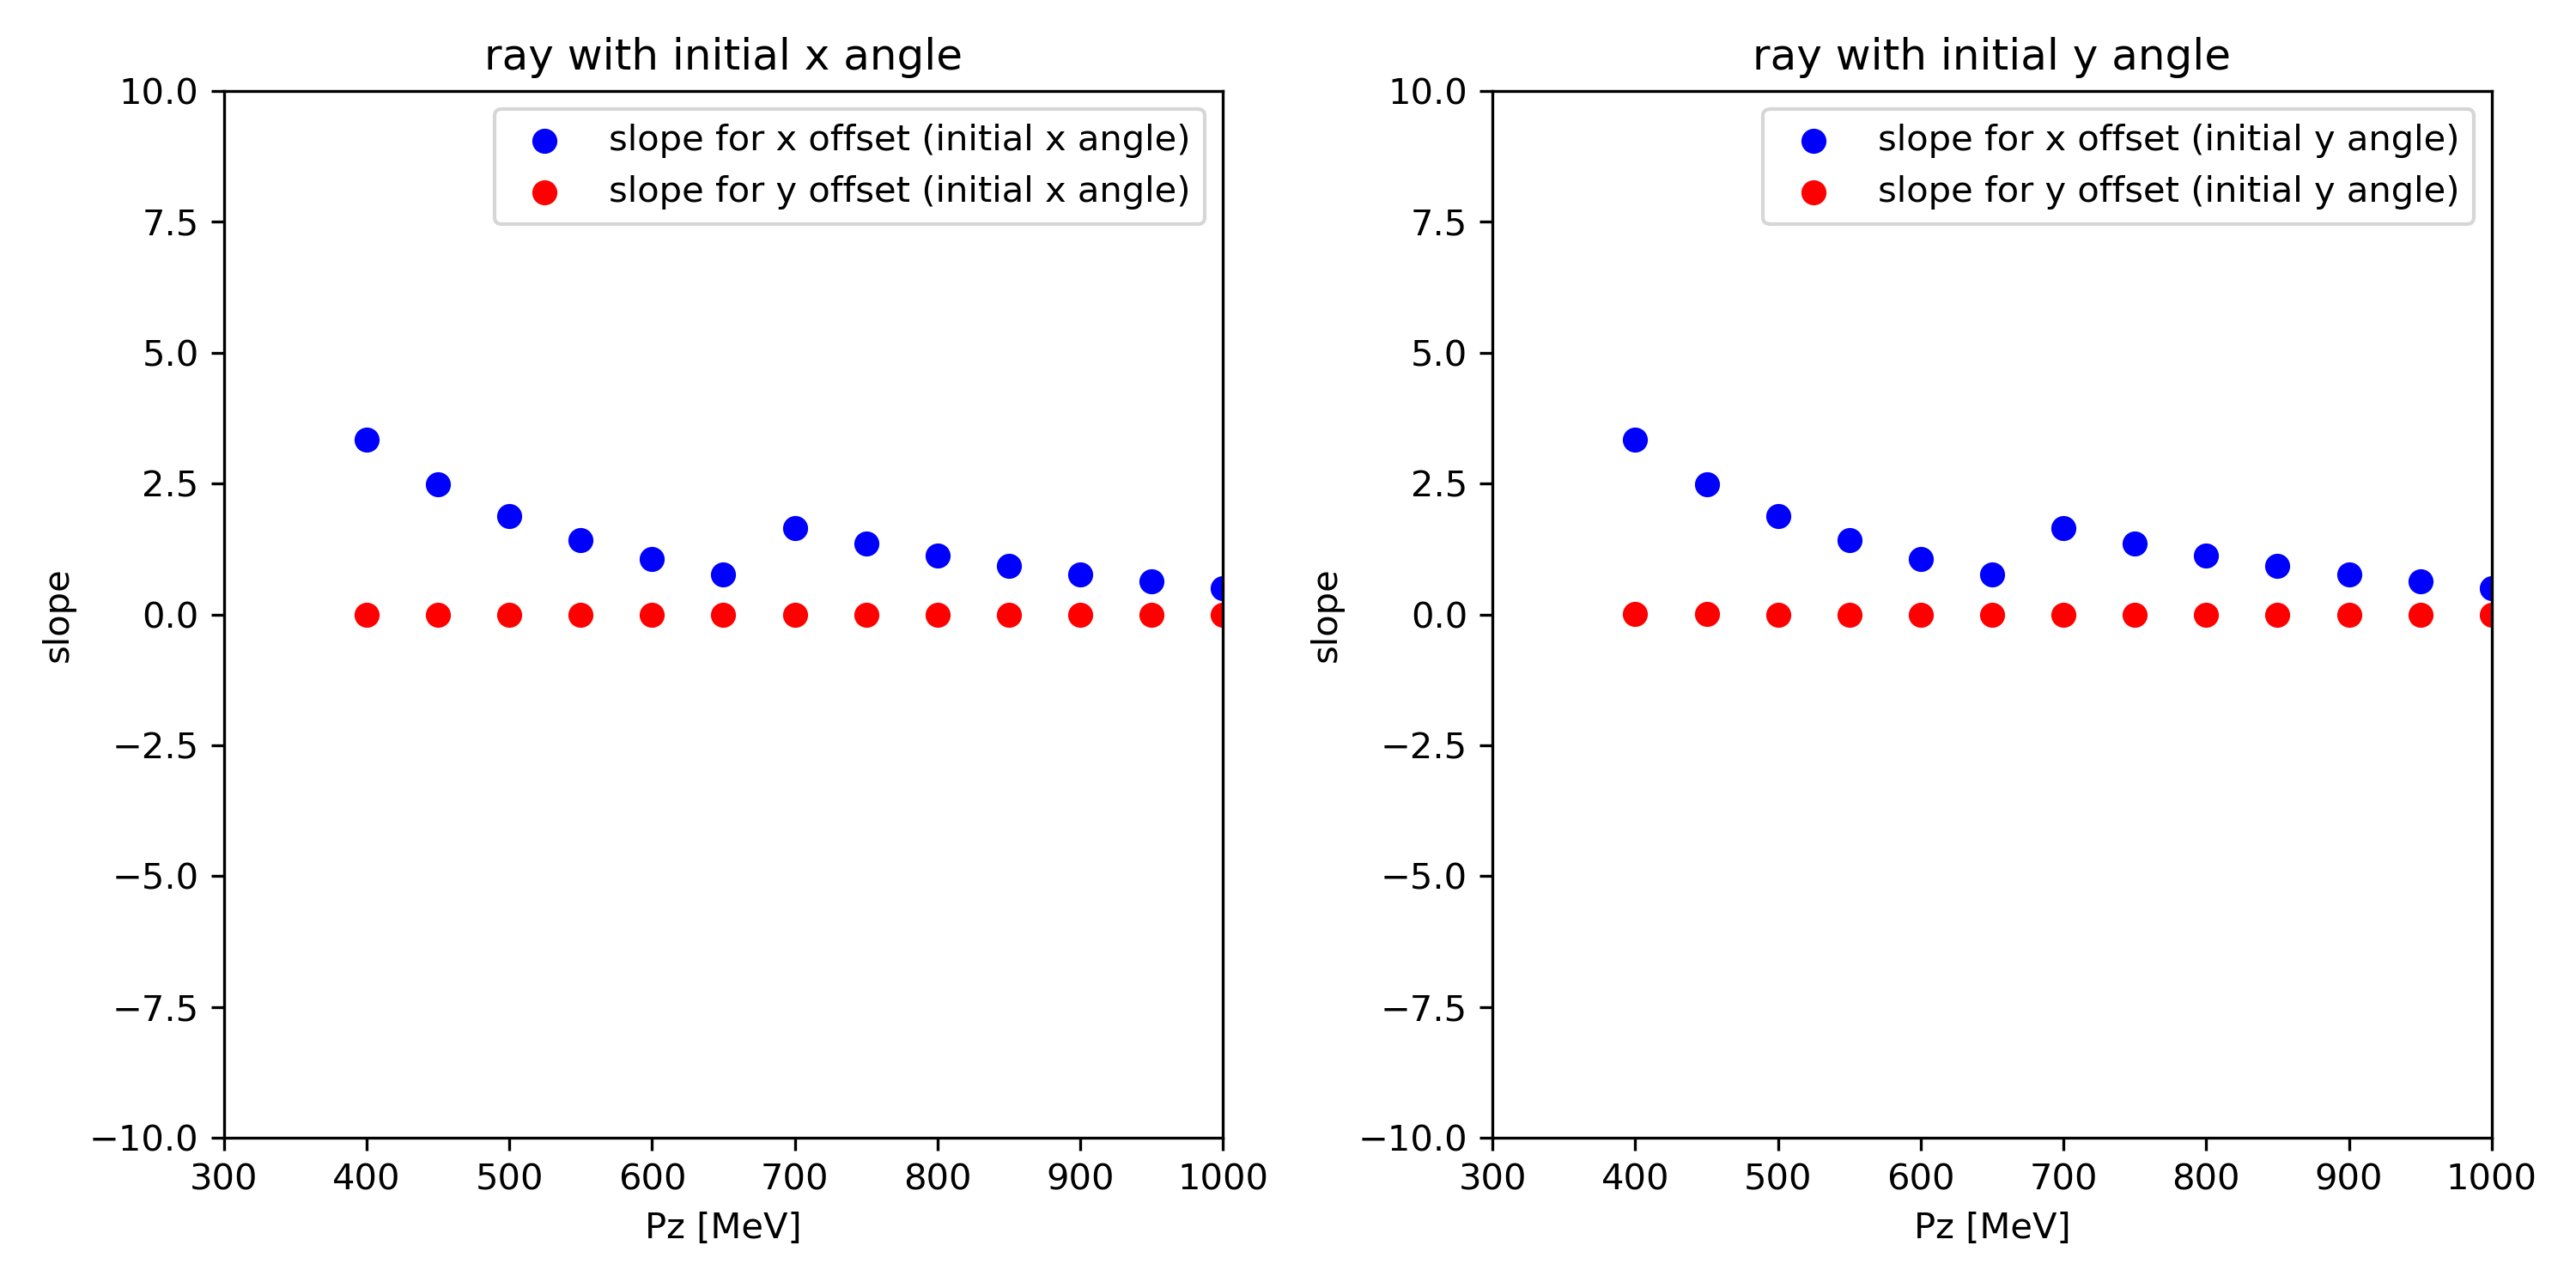 ray with initial x angle
slope for x offset (initial x angle)
slope for y offset (initial x angle)
10.0
7.5
5.0
2.5
0.0
−2.5
−5.0
−7.5
−10.0
slope
300 400 500 600 700 800 900 1000
Pz [MeV]
ray with initial y angle
slope for x offset (initial y angle)
slope for y offset (initial y angle)
10.0
7.5
5.0
2.5
0.0
−2.5
−5.0
−7.5
−10.0
slope
300 400 500 600 700 800 900 1000
Pz [MeV]